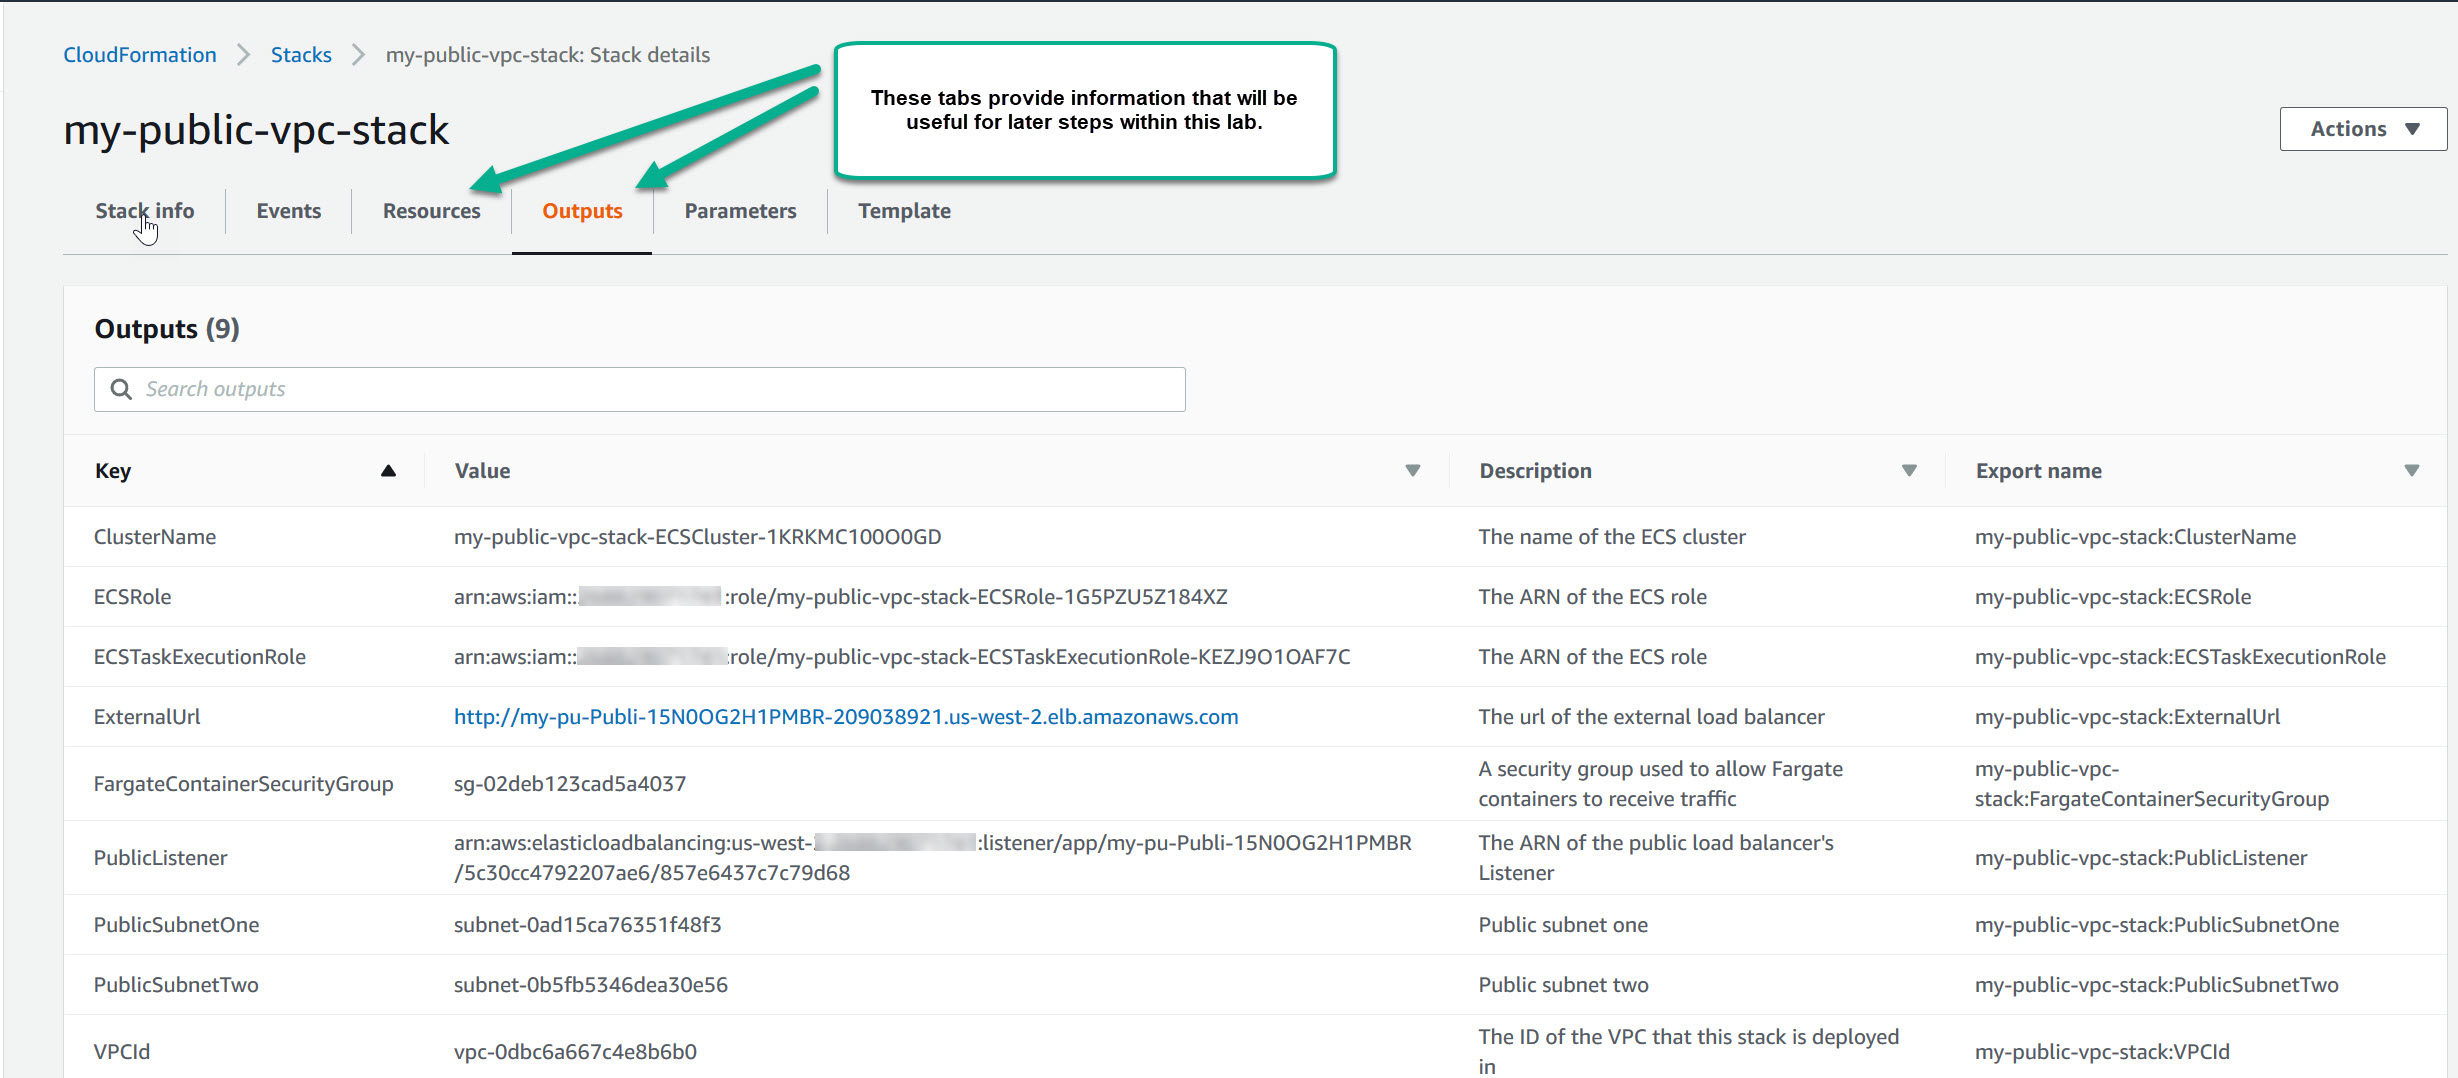 CloudFormation > Stacks > my-public-vpc-stack: Stack details
These tabs provide information that will be
useful for later steps within this lab.
my-public-vpc-stack
Actions
Stack info Events Resources Outputs Parameters Template
Outputs (9)
Search outputs
Key Value Description Export name
ClusterName my-public-vpc-stack-ECSCluster-1KRKMC100O0GD The name of the ECS cluster my-public-vpc-stack:ClusterName
ECSRole arn:aws:iam:: :role/my-public-vpc-stack-ECSRole-1G5PZU5Z184XZ The ARN of the ECS role my-public-vpc-stack:ECSRole
ECSTaskExecutionRole arn:aws:iam:: :role/my-public-vpc-stack-ECSTaskExecutionRole-KEZJ9O1OAF7C The ARN of the ECS role my-public-vpc-stack:ECSTaskExecutionRole
ExternalUrl http://my-pu-Publi-15N0OG2H1PMBR-209038921.us-west-2.elb.amazonaws.com The url of the external load balancer my-public-vpc-stack:ExternalUrl
FargateContainerSecurityGroup sg-02deb123cad5a4037
A security group used to allow Fargate
containers to receive traffic
my-public-vpc-
stack:FargateContainerSecurityGroup
PublicListener
arn:aws:elasticloadbalancing:us-west- :listener/app/my-pu-Publi-15N0OG2H1PMBR
/5c30cc4792207ae6/857e6437c7c79d68
The ARN of the public load balancer's
Listener
my-public-vpc-stack:PublicListener
PublicSubnetOne subnet-0ad15ca76351f48f3 Public subnet one my-public-vpc-stack:PublicSubnetOne
PublicSubnetTwo subnet-0b5fb5346dea30e56 Public subnet two my-public-vpc-stack:PublicSubnetTwo
VPCId vpc-0dbc6a667c4e8b6b0
The ID of the VPC that this stack is deployed
in
my-public-vpc-stack:VPCId